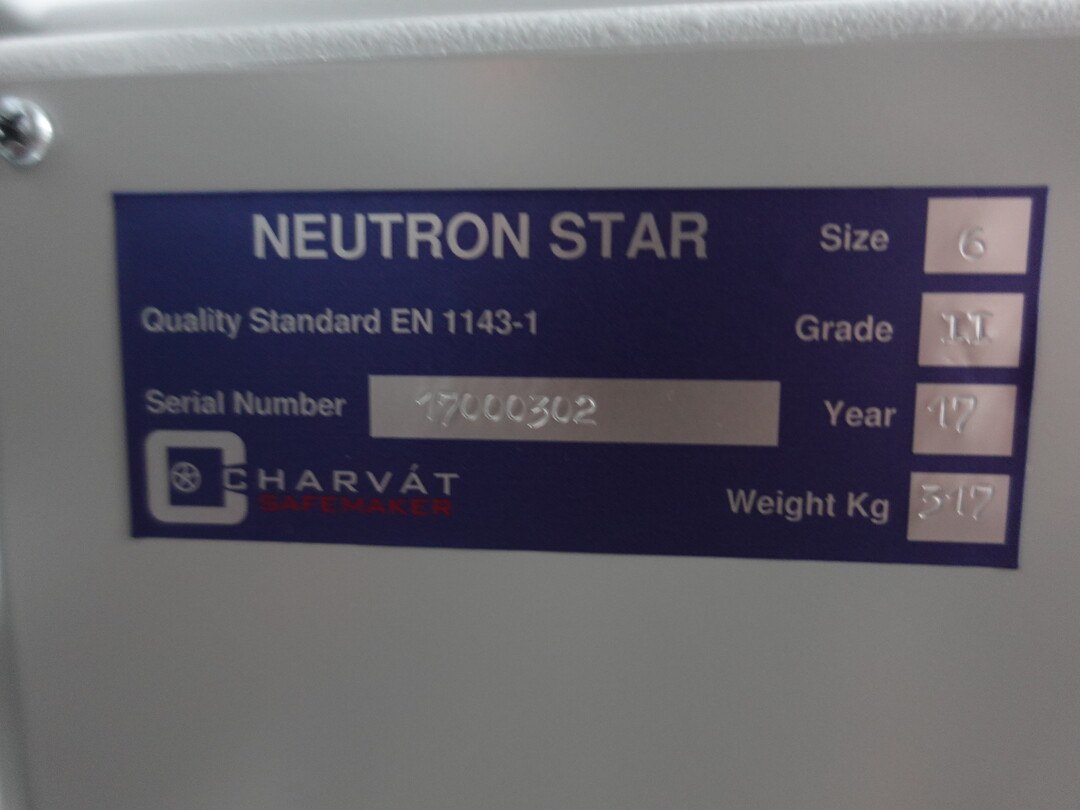 NEUTRON STAR
Size 6
Quality Standard EN 1143-1
Grade II
Serial Number 17000302
Year 17
CHARVÁT
SAFEMAKER
Weight Kg 317